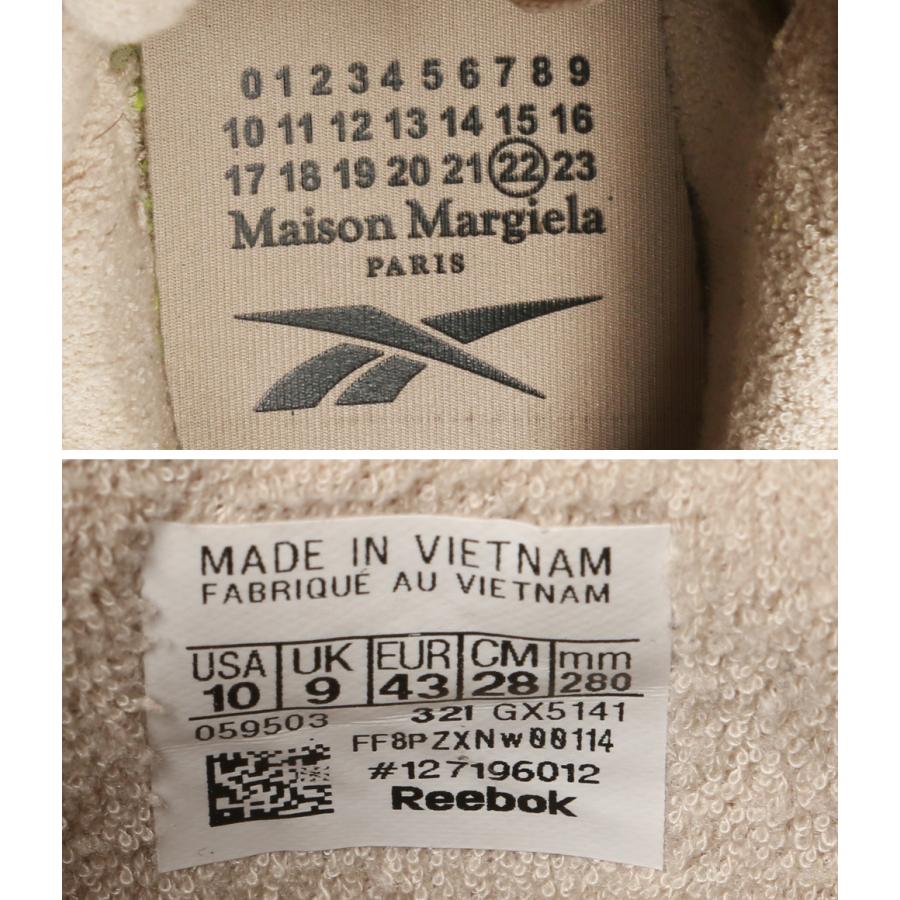 0 1 2 3 4 5 6 7 8 9
10 11 12 13 14 15 16
17 18 19 20 21 22 23
Maison Margiela
PARIS
MADE IN VIETNAM
FABRIQUÉ AU VIETNAM
USA UK EUR CM mm
10 9 43 28 280
059503 321 GX5141
FF8PZXNW00114
#127196012
Reebok